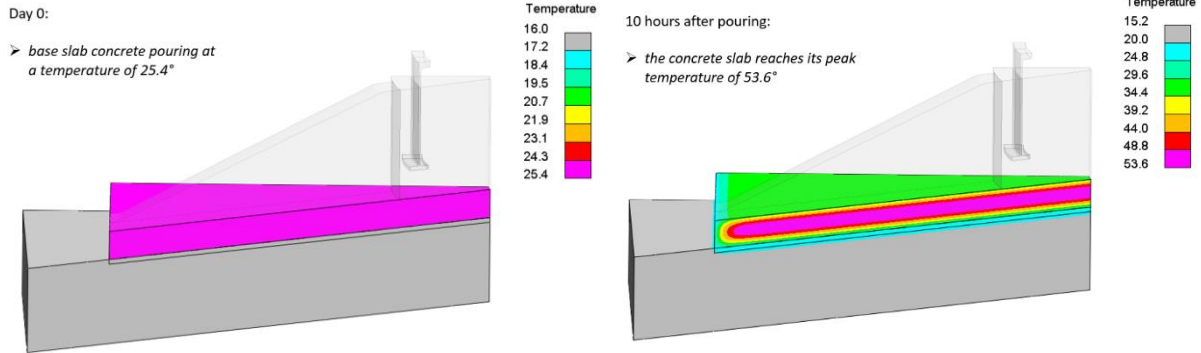 Day 0:
➢ base slab concrete pouring at
a temperature of 25.4°
Temperature
16.0
17.2
18.4
19.5
20.7
21.9
23.1
24.3
25.4
10 hours after pouring:
➢ the concrete slab reaches its peak
temperature of 53.6°
Temperature
15.2
20.0
24.8
29.6
34.4
39.2
44.0
48.8
53.6